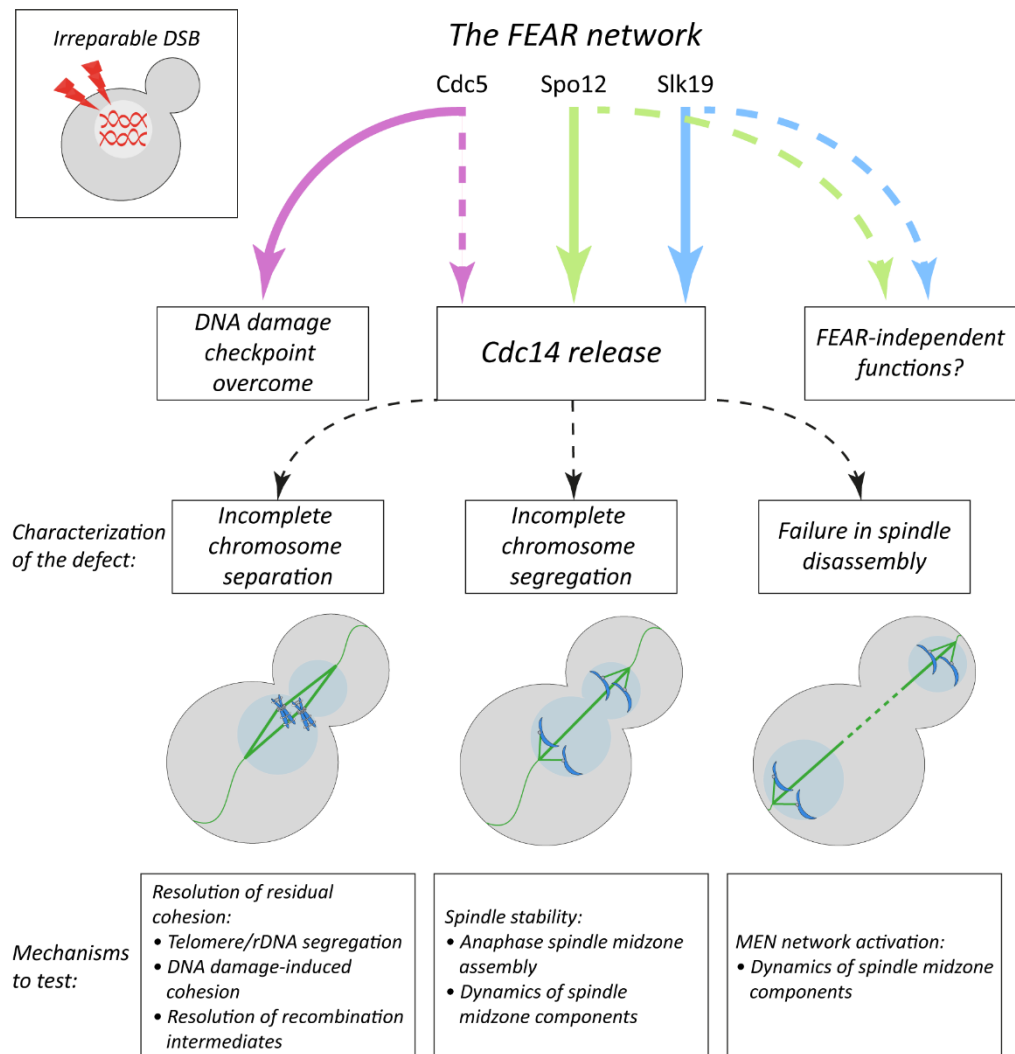 Irreparable DSB
The FEAR network
Cdc5
Spo12
Slk19
DNA damage
checkpoint
overcome
Cdc14 release
FEAR-independent
functions?
Characterization
of the defect:
Incomplete
chromosome
separation
Incomplete
chromosome
segregation
Failure in spindle
disassembly
Mechanisms
to test:
Resolution of residual
cohesion:
• Telomere/rDNA segregation
• DNA damage-induced
cohesion
• Resolution of recombination
intermediates
Spindle stability:
• Anaphase spindle midzone
assembly
• Dynamics of spindle
midzone components
MEN network activation:
• Dynamics of spindle midzone
components